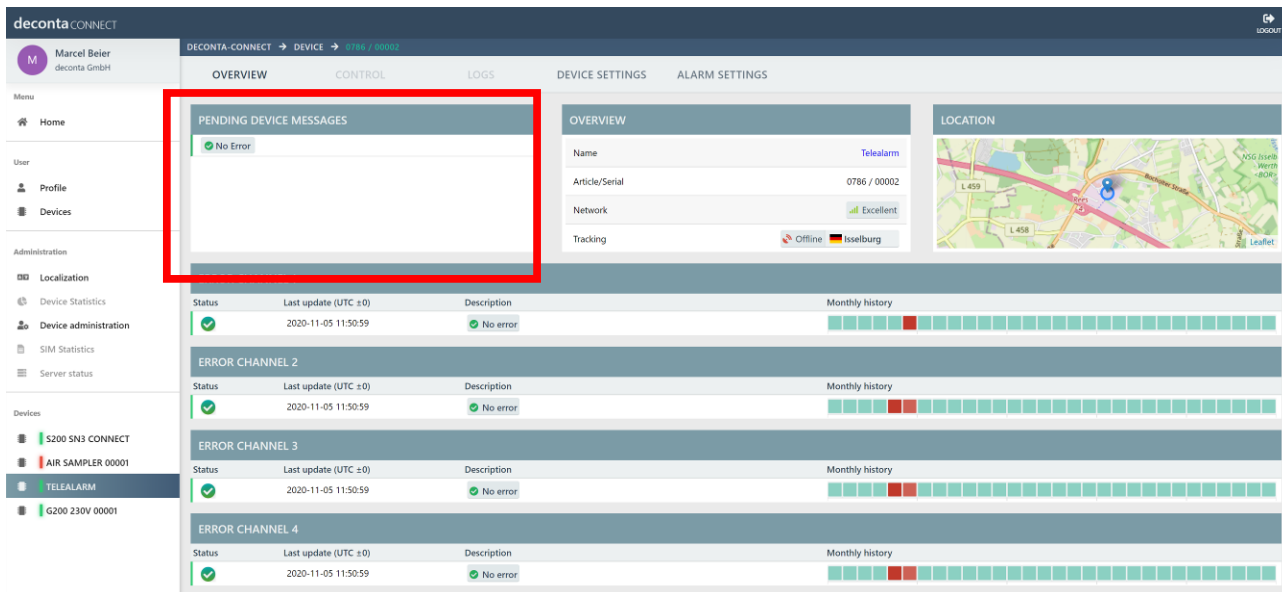 deconta CONNECT
LOGOUT
M
Marcel Beier
deconta GmbH
Menu
Home
User
Profile
Devices
Administration
Localization
Device Statistics
Device administration
SIM Statistics
Server status
Devices
S200 SN3 CONNECT
AIR SAMPLER 00001
TELEALARM
G200 230V 00001
DECONTA-CONNECT → DEVICE → 0786 / 00002
OVERVIEW CONTROL LOGS DEVICE SETTINGS ALARM SETTINGS
PENDING DEVICE MESSAGES
No Error
OVERVIEW
Name Telealarm
Article/Serial 0786 / 00002
Network Excellent
Tracking Offline Isselburg
LOCATION
L 459
Rees
L 458
Bocholter Straße
NSG Isselb
Werth
-BOR-
Leaflet
Status Last update (UTC ±0) Description Monthly history
2020-11-05 11:50:59 No error
ERROR CHANNEL 2
Status Last update (UTC ±0) Description Monthly history
2020-11-05 11:50:59 No error
ERROR CHANNEL 3
Status Last update (UTC ±0) Description Monthly history
2020-11-05 11:50:59 No error
ERROR CHANNEL 4
Status Last update (UTC ±0) Description Monthly history
2020-11-05 11:50:59 No error